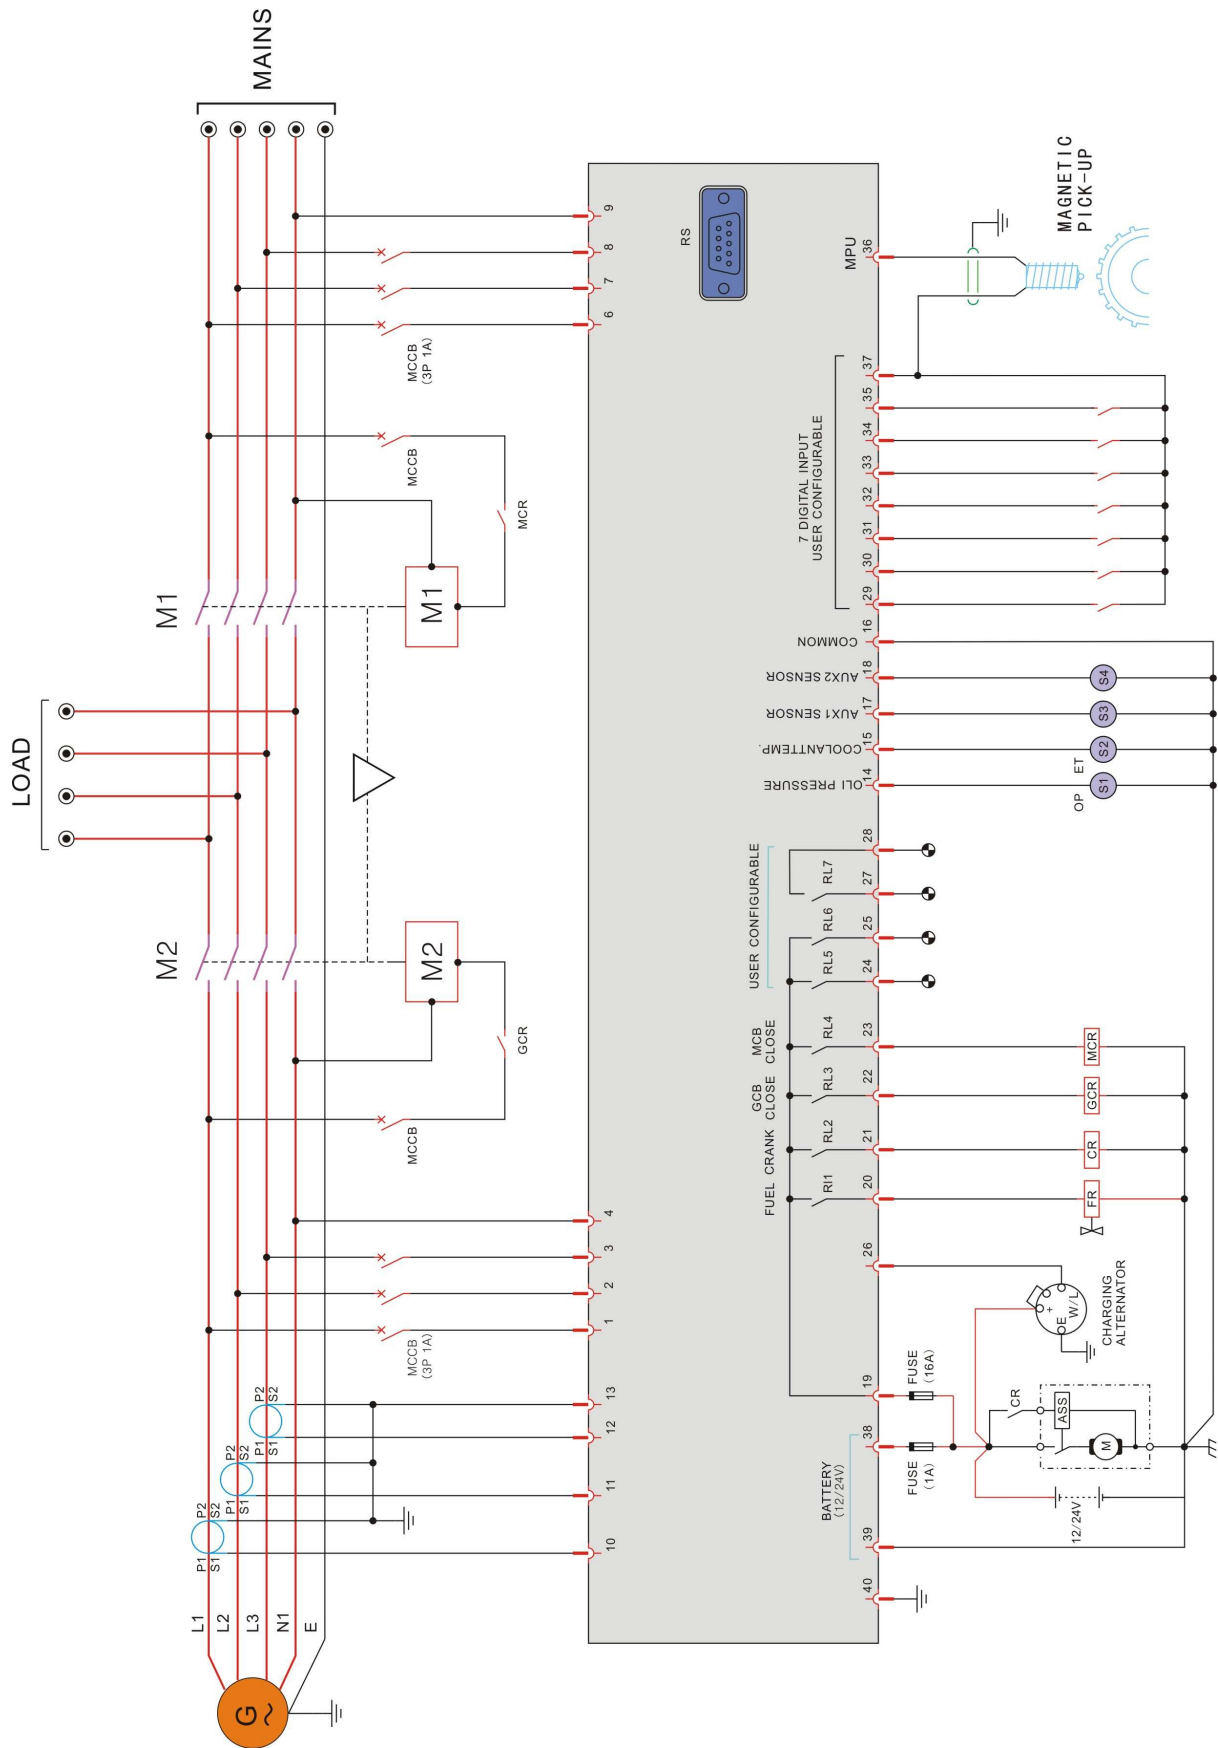 MAINS
LOAD
M1
M2
MCCB
(3P 1A)
MCCB
MCR
M1
M2
GCR
MCCB
MCCB
(3P 1A)
P2
S2
P1
S1
P2
S2
P1
S1
P2
S2
P1
S1
L1
L2
L3
N1
E
G
~
9
8
7
6
4
3
2
1
13
12
11
10
RS
MPU
36
37
35
34
33
32
31
30
29
7 DIGITAL INPUT
USER CONFIGURABLE
16
COMMON
18
AUX2 SENSOR
17
AUX1 SENSOR
15
COOLANTTEMP.
14
OLI PRESSURE
USER CONFIGURABLE
28
27
RL7
25
RL6
24
RL5
MCB
CLOSE
23
RL4
GCB
CLOSE
22
RL3
CRANK
21
RL2
FUEL
20
RI1
26
19
38
BATTERY
(12/24V)
39
40
MAGNETIC
PICK-UP
S4
S3
S2
ET
S1
OP
MCR
GCR
CR
FR
CHARGING
ALTERNATOR
+
W/L
E
FUSE
(16A)
FUSE
(1A)
CR
ASS
M
12/24V